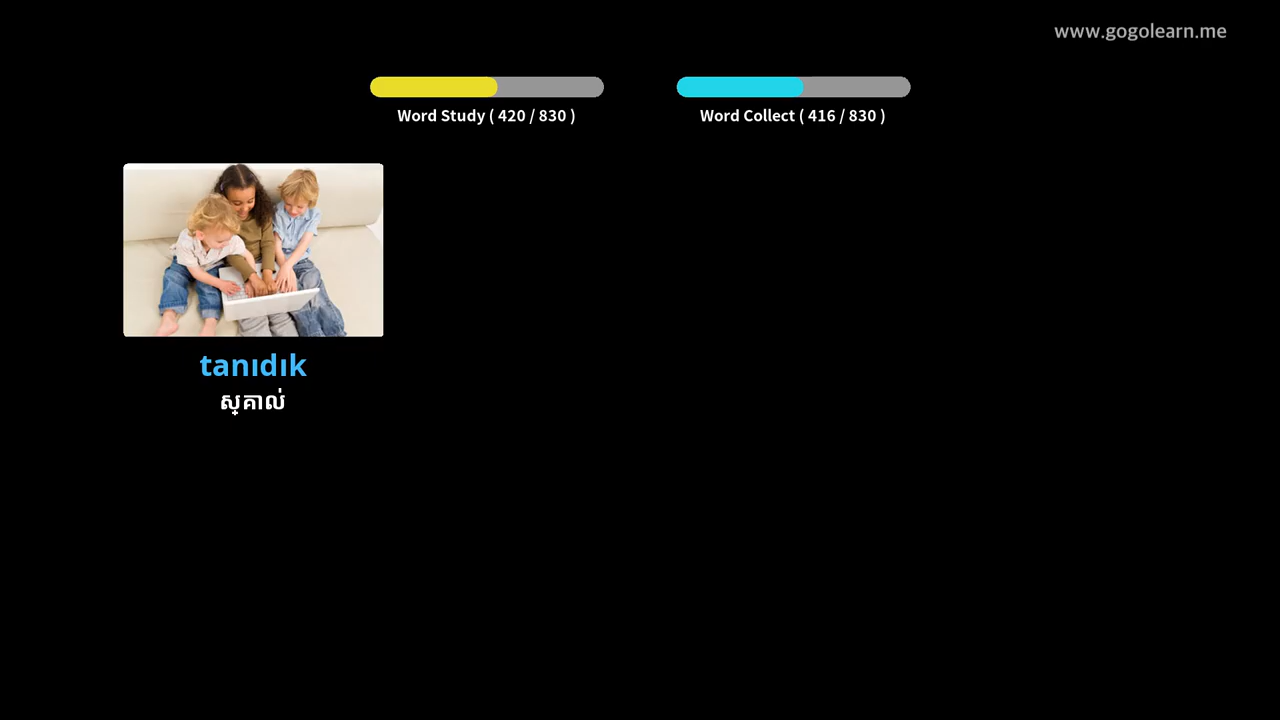 www.gogolearn.me
Word Study ( 420 / 830 )
Word Collect ( 416 / 830 )
tanıdık
ស្គាល់